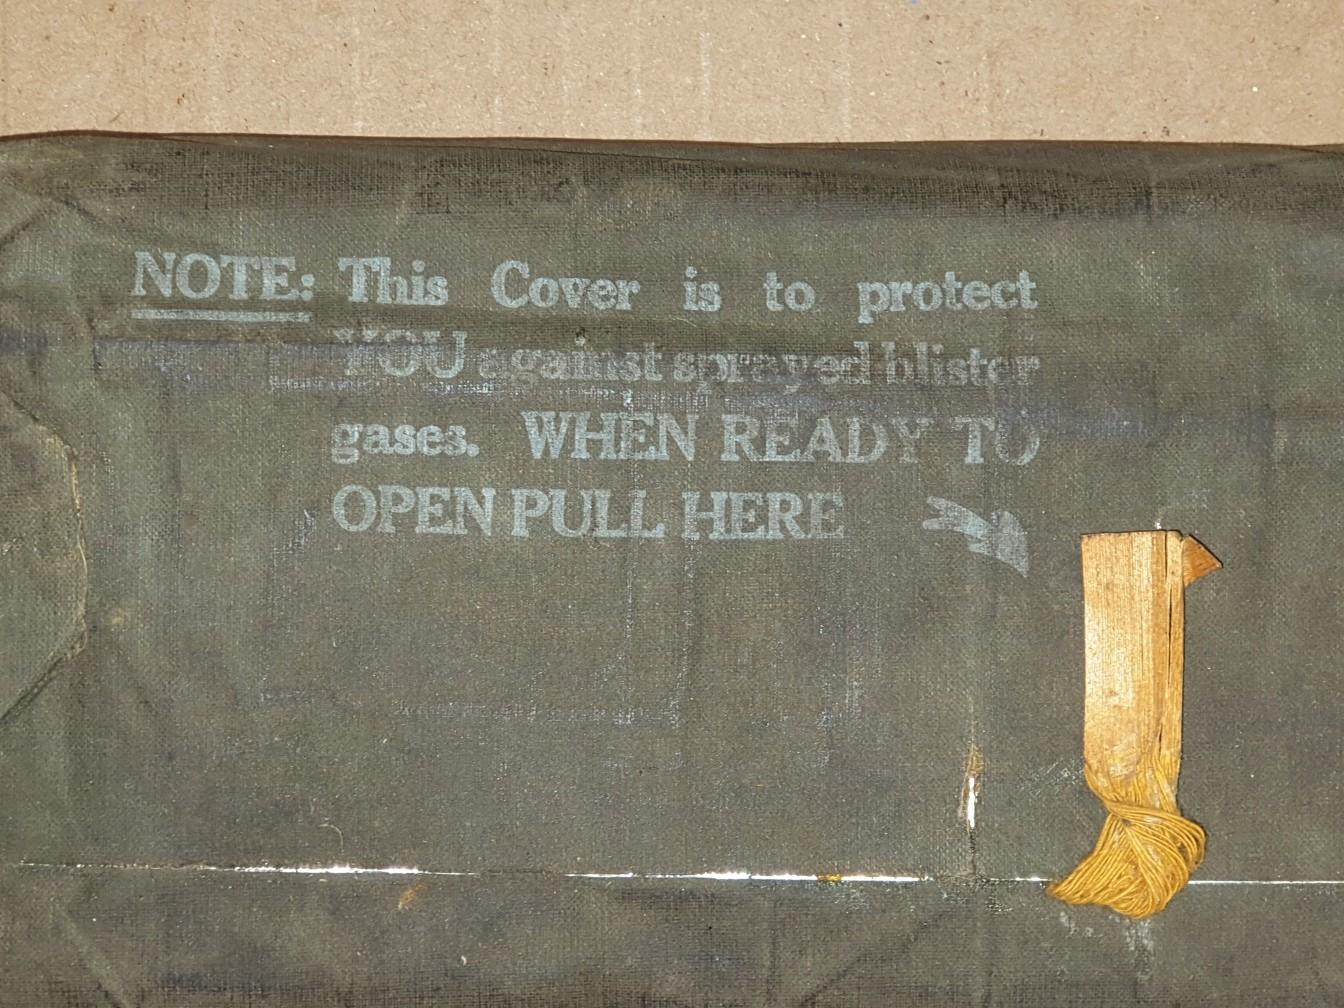 NOTE: This Cover is to protect
YOU against sprayed blister
gases. WHEN READY TO
OPEN PULL HERE